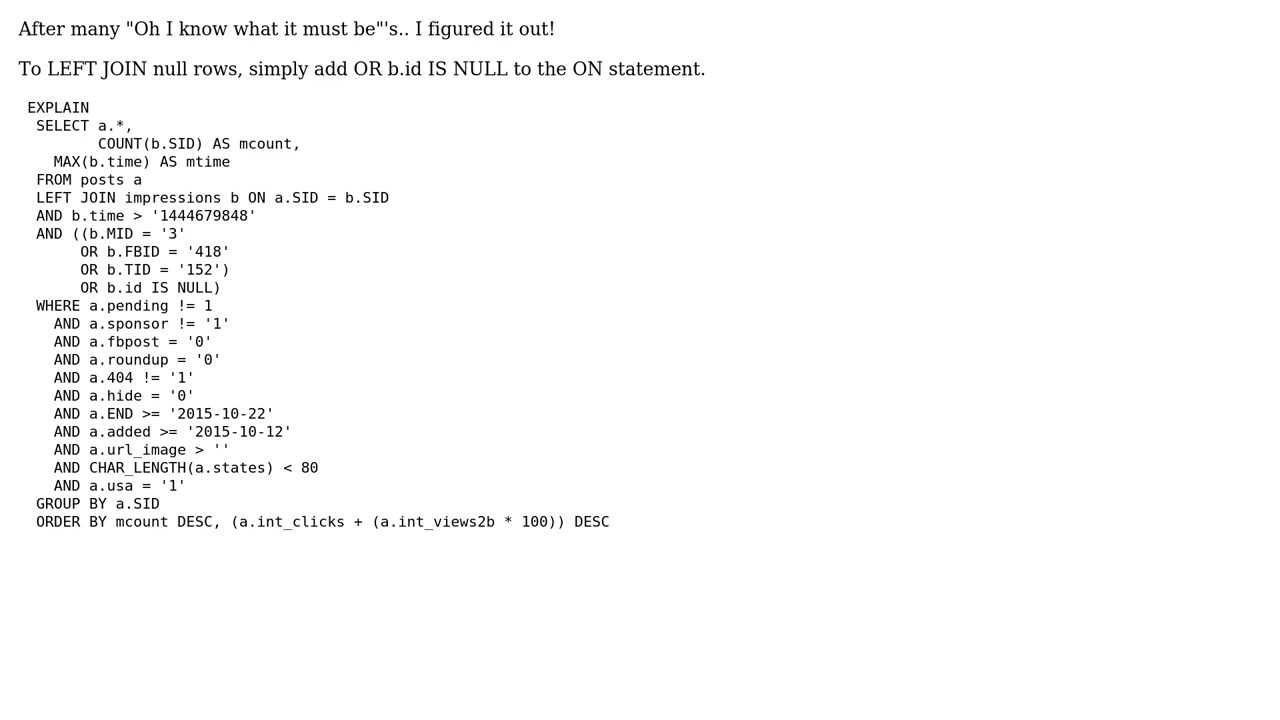 After many "Oh I know what it must be"'s.. I figured it out!
To LEFT JOIN null rows, simply add OR b.id IS NULL to the ON statement.
EXPLAIN
SELECT a.*,
COUNT(b.SID) AS mcount,
MAX(b.time) AS mtime
FROM posts a
LEFT JOIN impressions b ON a.SID = b.SID
AND b.time > '1444679848'
AND ((b.MID = '3'
OR b.FBID = '418'
OR b.TID = '152')
OR b.id IS NULL)
WHERE a.pending != 1
AND a.sponsor != '1'
AND a.fbpost = '0'
AND a.roundup = '0'
AND a.404 != '1'
AND a.hide = '0'
AND a.END >= '2015-10-22'
AND a.added >= '2015-10-12'
AND a.url_image > ''
AND CHAR_LENGTH(a.states) < 80
AND a.usa = '1'
GROUP BY a.SID
ORDER BY mcount DESC, (a.int_clicks + (a.int_views2b * 100)) DESC